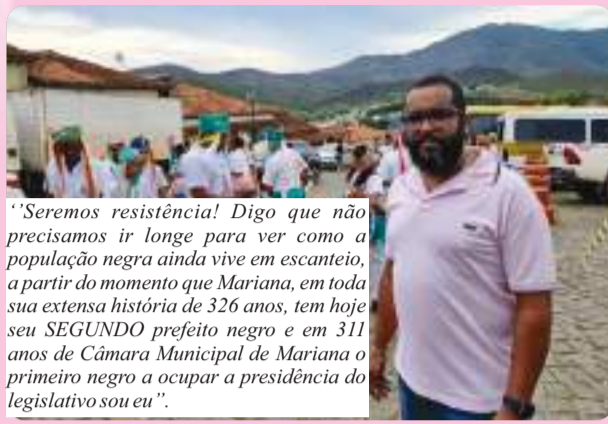 ‘’Seremos resistência! Digo que não
precisamos ir longe para ver como a
população negra ainda vive em escanteio,
a partir do momento que Mariana, em toda
sua extensa história de 326 anos, tem hoje
seu SEGUNDO prefeito negro e em 311
anos de Câmara Municipal de Mariana o
primeiro negro a ocupar a presidência do
legislativo sou eu”.